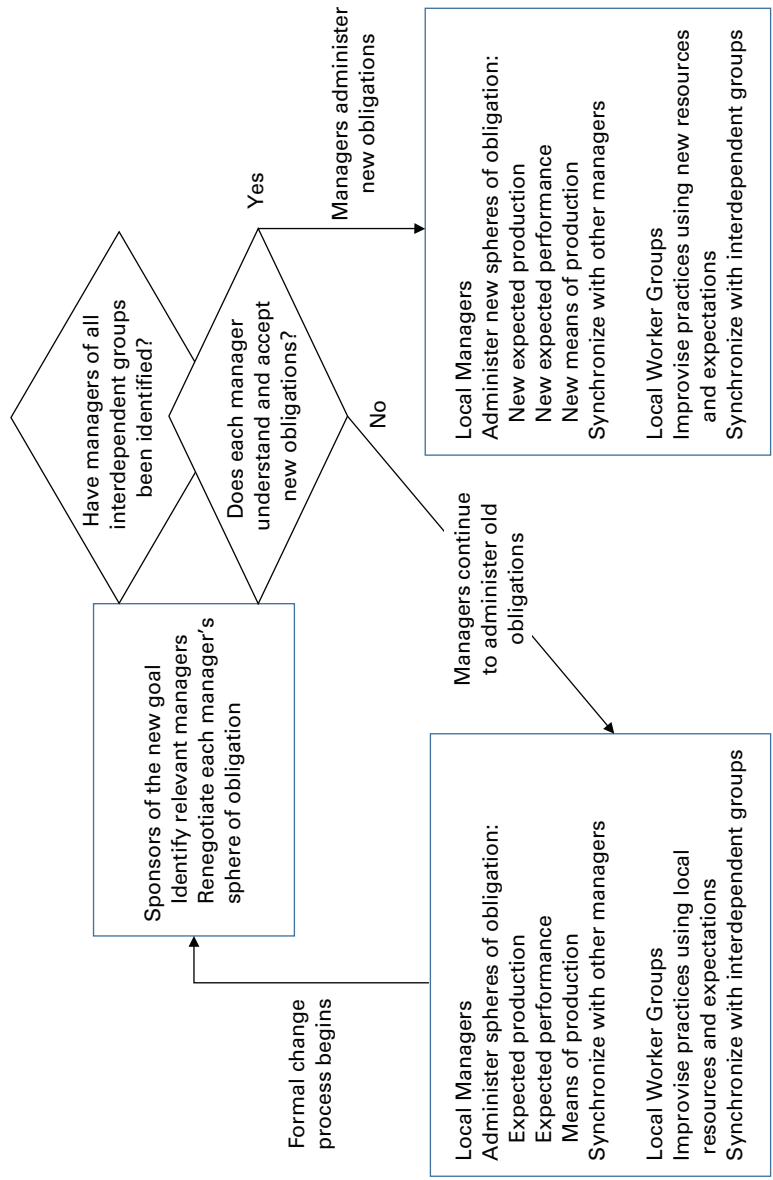 Formal change
process begins
Sponsors of the new goal
Identify relevant managers
Renegotiate each manager’s
sphere of obligation
Have managers of all
interdependent groups
been identified?
Does each manager
understand and accept
new obligations?
Yes
Managers administer
new obligations
No
Managers continue
to administer old
obligations
Local Managers
Administer spheres of obligation:
Expected production
Expected performance
Means of production
Synchronize with other managers
Local Worker Groups
Improvise practices using local
resources and expectations
Synchronize with interdependent groups
Local Managers
Administer new spheres of obligation:
New expected production
New expected performance
New means of production
Synchronize with other managers
Local Worker Groups
Improvise practices using new resources
and expectations
Synchronize with interdependent groups